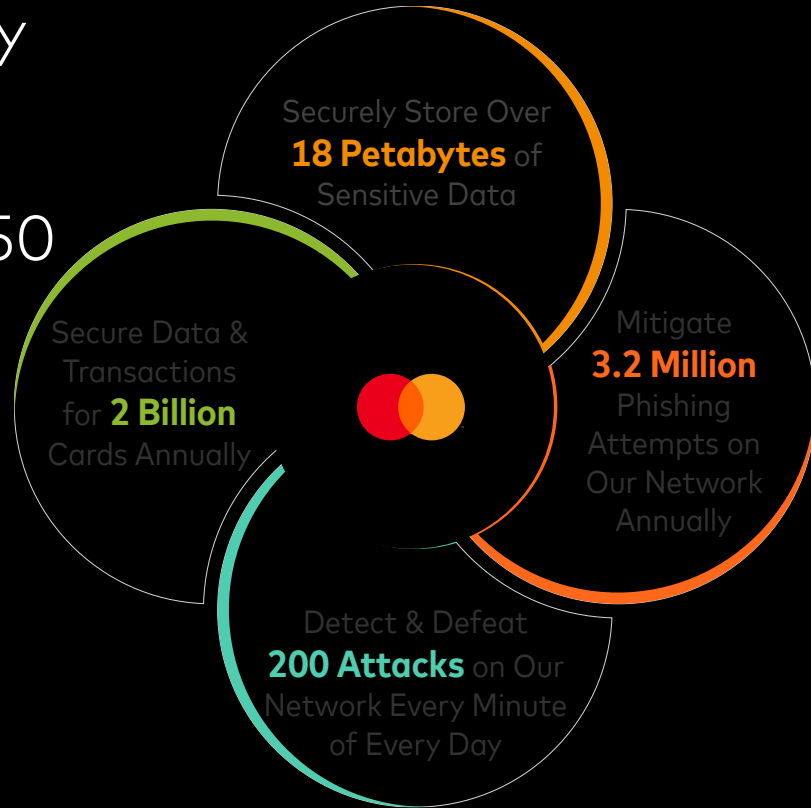 y
Securely Store Over
18 Petabytes of
Sensitive Data
50
Secure Data &
Transactions
for 2 Billion
Cards Annually
Mitigate
3.2 Million
Phishing
Attempts on
Our Network
Annually
Detect & Defeat
200 Attacks on Our
Network Every Minute
of Every Day